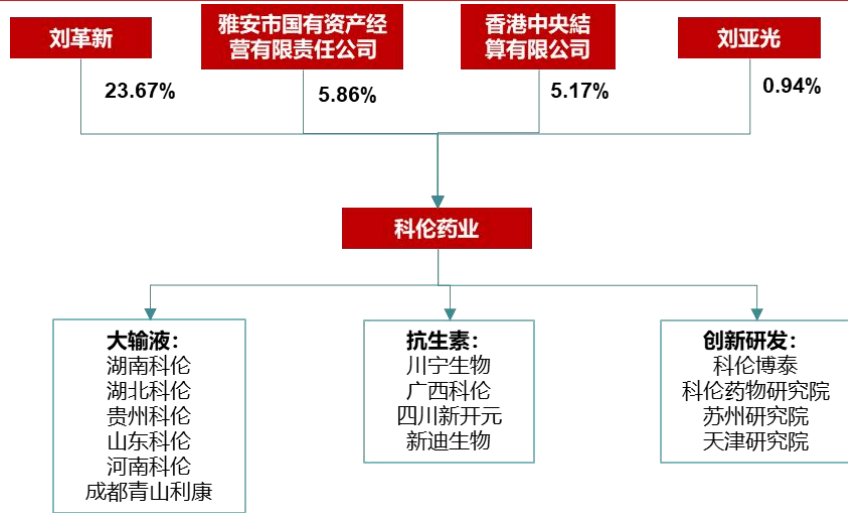 刘革新
雅安市国有资产经
营有限责任公司
香港中央結
算有限公司
刘亚光
23.67%
5.86%
5.17%
0.94%
科伦药业
大输液：
湖南科伦
湖北科伦
贵州科伦
山东科伦
河南科伦
成都青山利康
抗生素：
川宁生物
广西科伦
四川新开元
新迪生物
创新研发：
科伦博泰
科伦药物研究院
苏州研究院
天津研究院